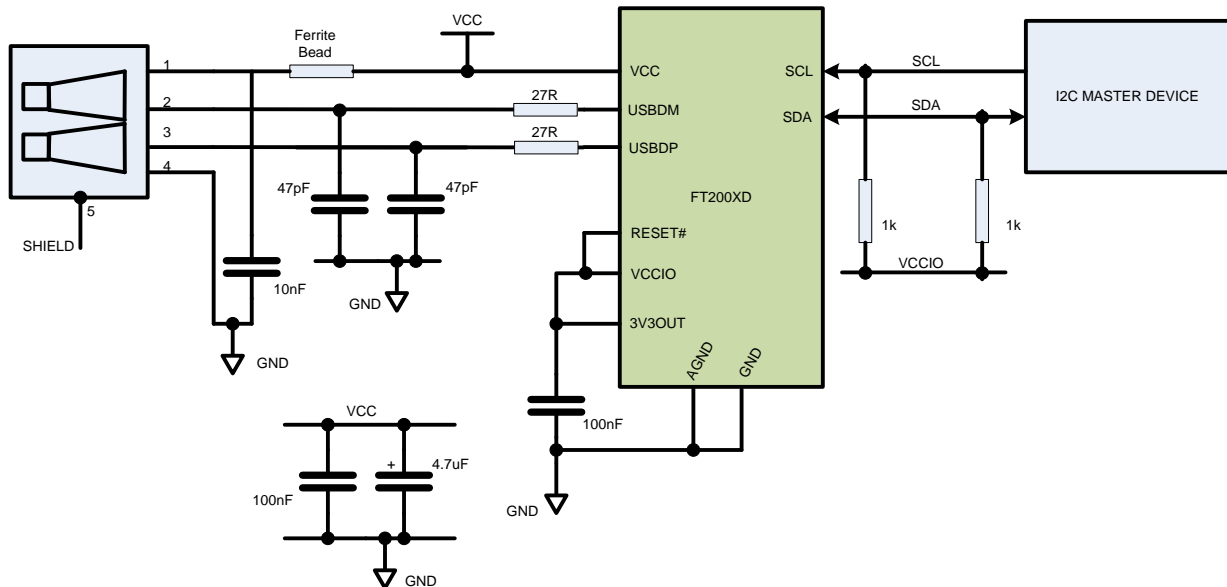 VCC
Ferrite
Bead
1
2
3
4
5
SHIELD
10nF
GND
47pF
47pF
GND
27R
27R
VCC
USBDM
USBDP
FT200XD
RESET#
VCCIO
3V3OUT
AGND
GND
SCL
SDA
SCL
SDA
I2C MASTER DEVICE
1k
1k
VCCIO
100nF
GND
VCC
100nF
+
4.7uF
GND